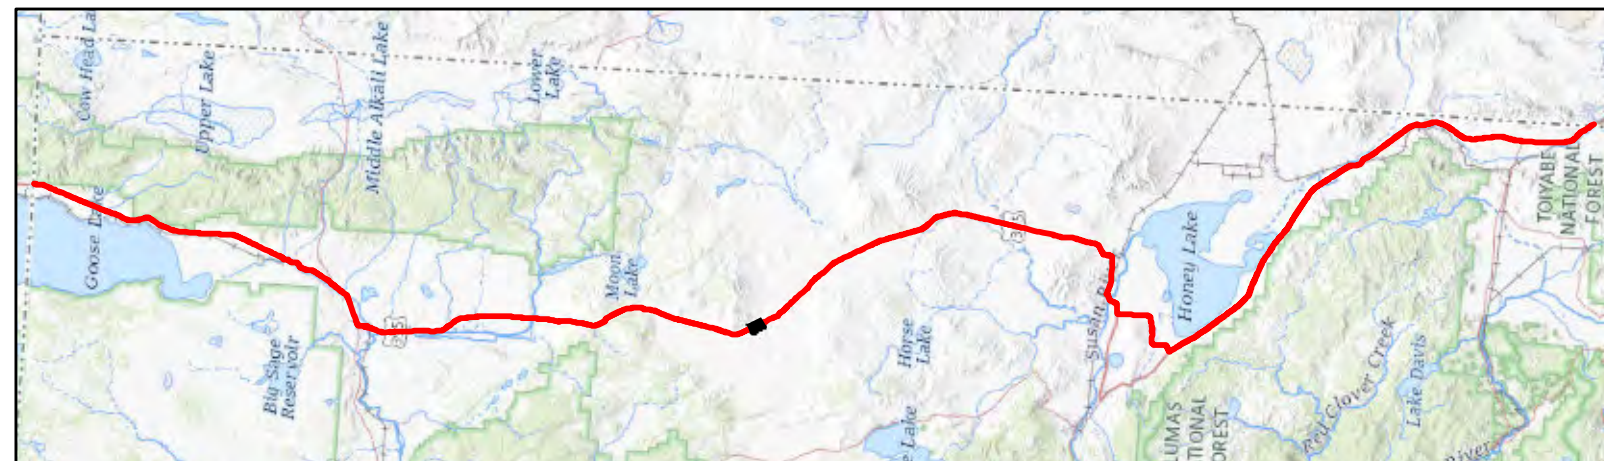 Cow Head La
Upper Lake
Middle Alkali Lake
Lower
Lake
Goose Lake
Big Sage
Reservoir
395
Moon
Lake
Horse
Lake
e Lake
395
Susan Ri
Honey Lake
LUMAS
TIONAL
OREST
Red Clover Creek
Lake Davis
River
TOIYABE
NATIONAL
FOREST